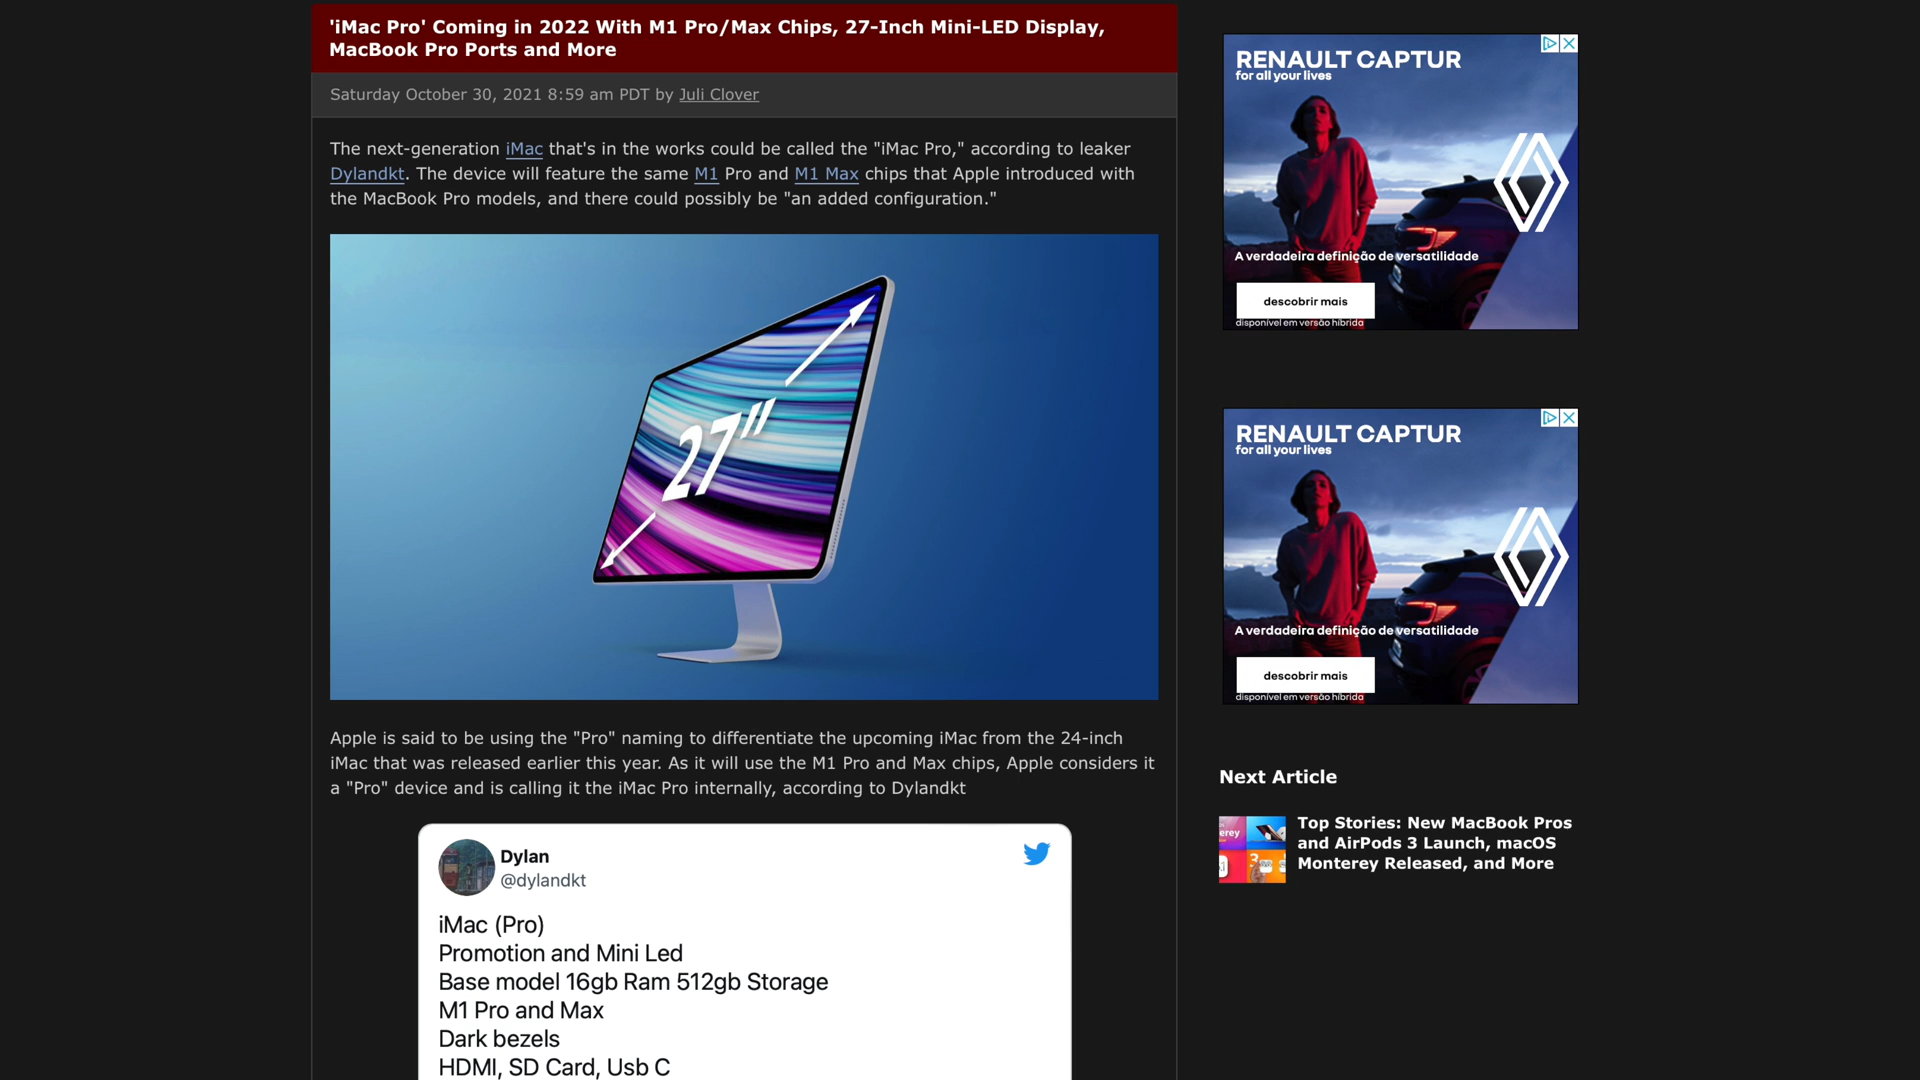 'iMac Pro' Coming in 2022 With M1 Pro/Max Chips, 27-Inch Mini-LED Display,
MacBook Pro Ports and More
Saturday October 30, 2021 8:59 am PDT by Juli Clover
The next-generation iMac that's in the works could be called the "iMac Pro," according to leaker
Dylandkt. The device will feature the same M1 Pro and M1 Max chips that Apple introduced with
the MacBook Pro models, and there could possibly be "an added configuration."
27"
Apple is said to be using the "Pro" naming to differentiate the upcoming iMac from the 24-inch
iMac that was released earlier this year. As it will use the M1 Pro and Max chips, Apple considers it
a "Pro" device and is calling it the iMac Pro internally, according to Dylandkt
Dylan
@dylandkt
iMac (Pro)
Promotion and Mini Led
Base model 16gb Ram 512gb Storage
M1 Pro and Max
Dark bezels
HDMI, SD Card, Usb C
RENAULT CAPTUR
for all your lives
A verdadeira definição de versatilidade
descobrir mais
disponível em versão híbrida
RENAULT CAPTUR
for all your lives
A verdadeira definição de versatilidade
descobrir mais
disponível em versão híbrida
Next Article
Top Stories: New MacBook Pros
and AirPods 3 Launch, macOS
Monterey Released, and More